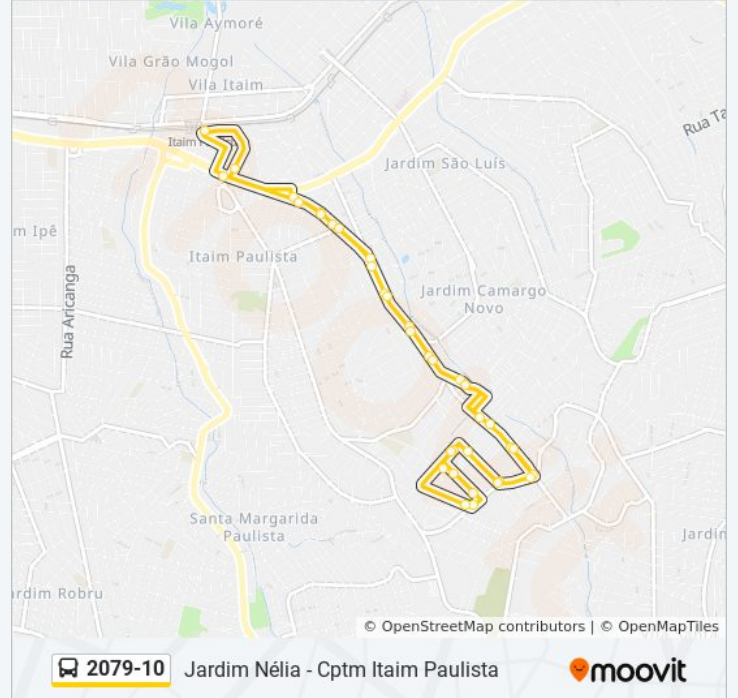 Vila Aymoré
Vila Grão Mogol
Vila Itaim
Rua Ta
Itaim P
Jardim São Luís
m Ipê
Itaim Paulista
Rua Aricanga
Jardim Camargo
Novo
Santa Margarida
Paulista
Jardin
ardim Robru
© OpenStreetMap contributors | © OpenMapTiles
2079-10 Jardim Nélia - Cptm Itaim Paulista
moovit